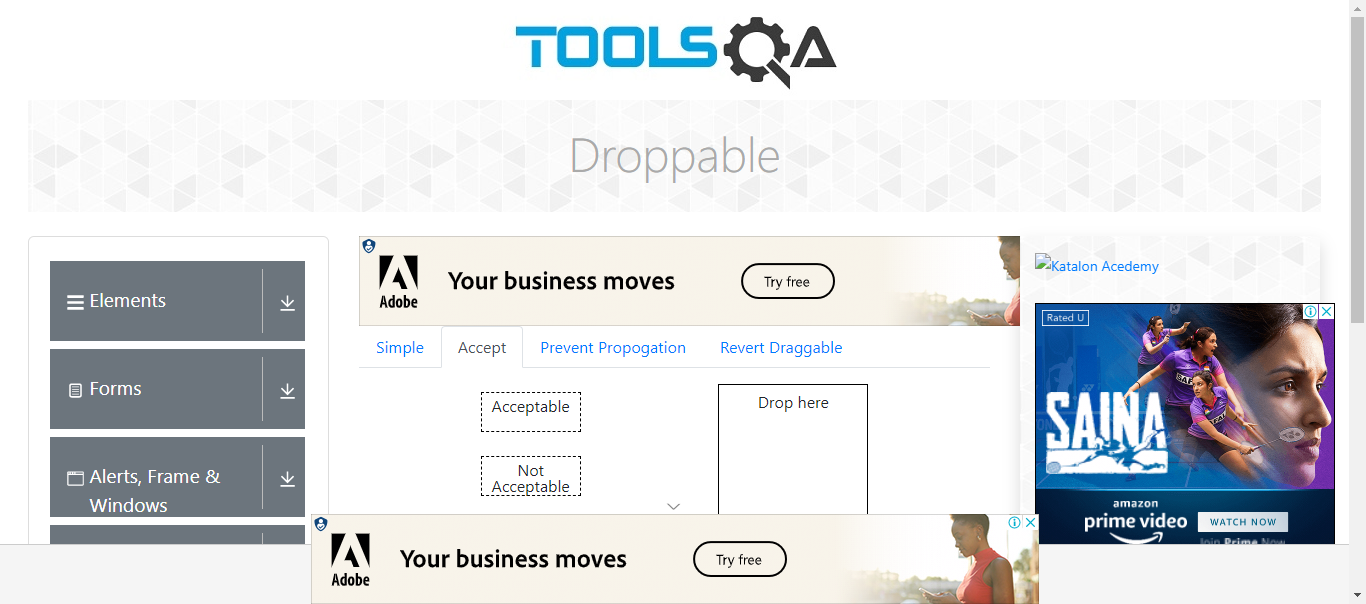 TOOLSQA
Droppable
Elements
Forms
Alerts, Frame &
Windows
Adobe
Your business moves
Try free
Simple
Accept
Prevent Propogation
Revert Draggable
Acceptable
Not
Acceptable
Drop here
Katalon Acedemy
Rated U
SAINA
amazon
prime video
WATCH NOW
Join Prime Now
Adobe
Your business moves
Try free